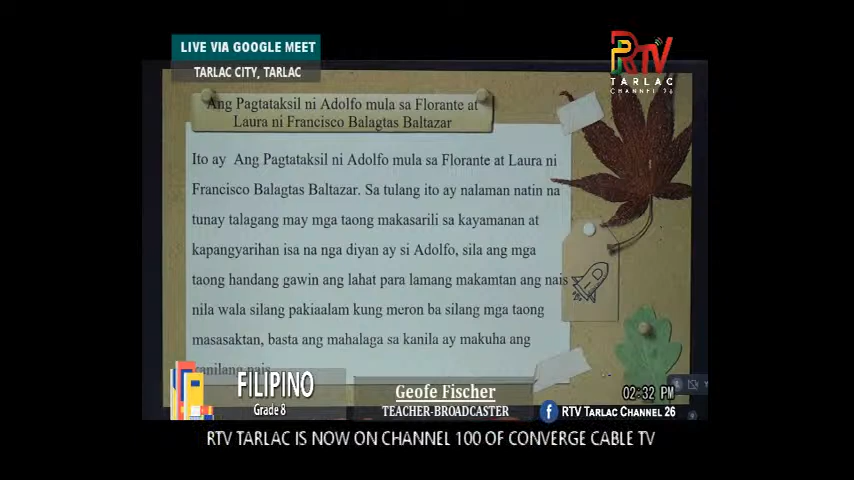 LIVE VIA GOOGLE MEET
TARLAC CITY, TARLAC
RTV
TARLAC
CHANNEL 26
Ang Pagtataksil ni Adolfo mula sa Florante at
Laura ni Francisco Balagtas Baltazar
Ito ay Ang Pagtataksil ni Adolfo mula sa Florante at Laura ni
Francisco Balagtas Baltazar. Sa tulang ito ay nalaman natin na
tunay talagang may mga taong makasarili sa kayamanan at
kapangyarihan isa na nga diyan ay si Adolfo, sila ang mga
taong handang gawin ang lahat para lamang makamtan ang nais
nila wala silang pakiaalam kung meron ba silang mga taong
masasaktan, basta ang mahalaga sa kanila ay makuha ang
kanilang nais
FILIPINO
Grade 8
Geofe Fischer
TEACHER-BROADCASTER
02:32 PM
RTV TARLAC CHANNEL 26
RTV TARLAC IS NOW ON CHANNEL 100 OF CONVERGE CABLE TV